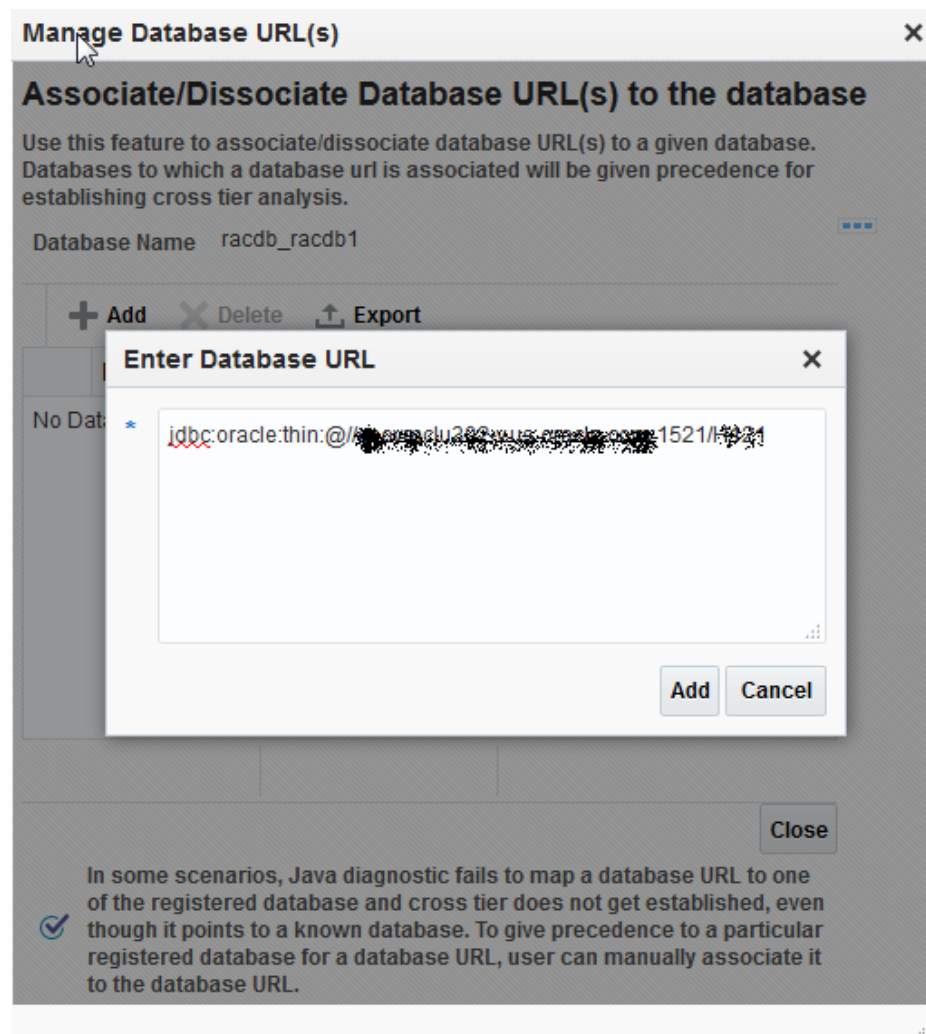 Manage Database URL(s)
Associate/Dissociate Database URL(s) to the database
Use this feature to associate/dissociate database URL(s) to a given database.
Databases to which a database url is associated will be given precedence for
establishing cross tier analysis.
Database Name racdb_racdb1
Add Delete Export
Enter Database URL
No Data
* jdbc:oracle:thin:@// 1521/
Add Cancel
Close
In some scenarios, Java diagnostic fails to map a database URL to one
of the registered database and cross tier does not get established, even
though it points to a known database. To give precedence to a particular
registered database for a database URL, user can manually associate it
to the database URL.